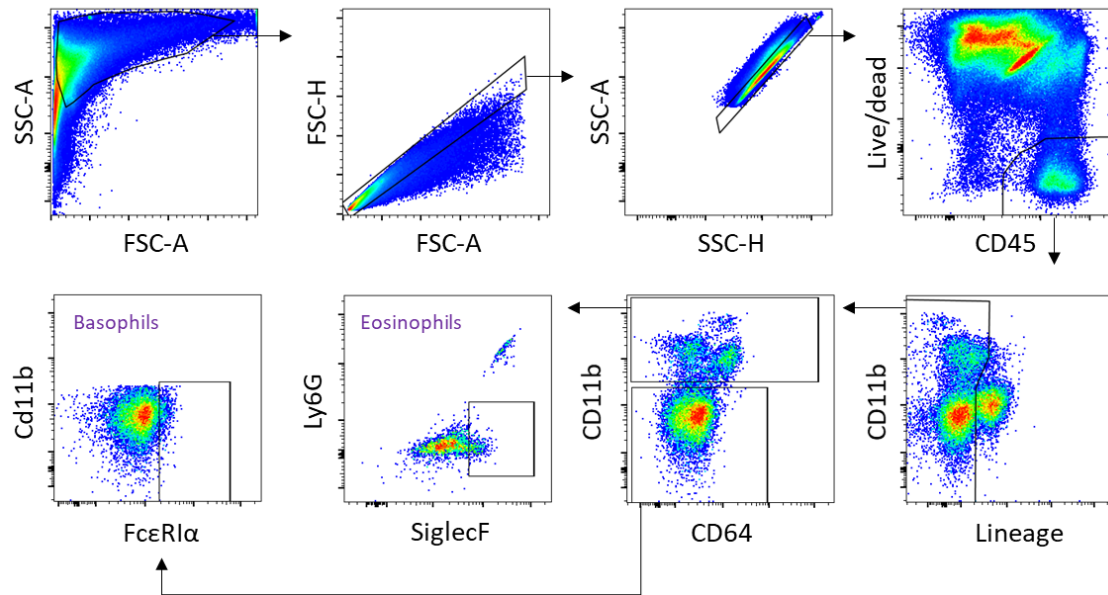 SSC-A
FSC-A
FSC-H
FSC-A
SSC-A
SSC-H
Live/dead
CD45
Basophils
Cd11b
FcεRIα
Eosinophils
Ly6G
SiglecF
CD11b
CD64
CD11b
Lineage